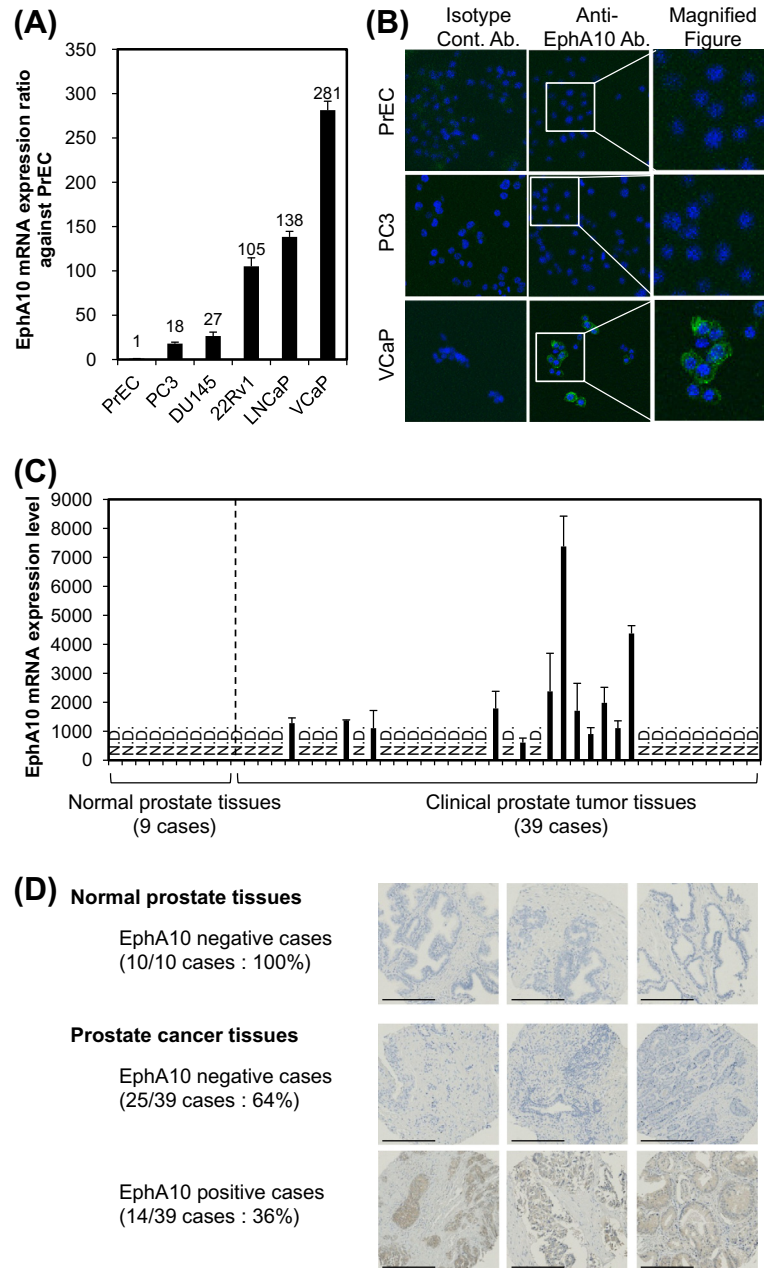 (A)
EphA10 mRNA expression ratio
against PrEC
350
300
250
200
150
100
50
0
1
18
27
105
138
281
PrEC
PC3
DU145
22Rv1
LNCaP
VCaP
(B)
Isotype
Cont. Ab.
Anti-
EphA10 Ab.
Magnified
Figure
PrEC
PC3
VCaP
(C)
EphA10 mRNA expression level
9000
8000
7000
6000
5000
4000
3000
2000
1000
0
N.D. N.D. N.D. N.D. N.D. N.D. N.D. N.D. N.D. N.D. N.D. N.D. N.D. N.D. N.D. N.D. N.D. N.D. N.D. N.D. N.D. N.D. N.D. N.D. N.D. N.D. N.D. N.D. N.D. N.D. N.D. N.D. N.D. N.D. N.D. N.D.
Normal prostate tissues
(9 cases)
Clinical prostate tumor tissues
(39 cases)
(D)
Normal prostate tissues
EphA10 negative cases
(10/10 cases : 100%)
Prostate cancer tissues
EphA10 negative cases
(25/39 cases : 64%)
EphA10 positive cases
(14/39 cases : 36%)